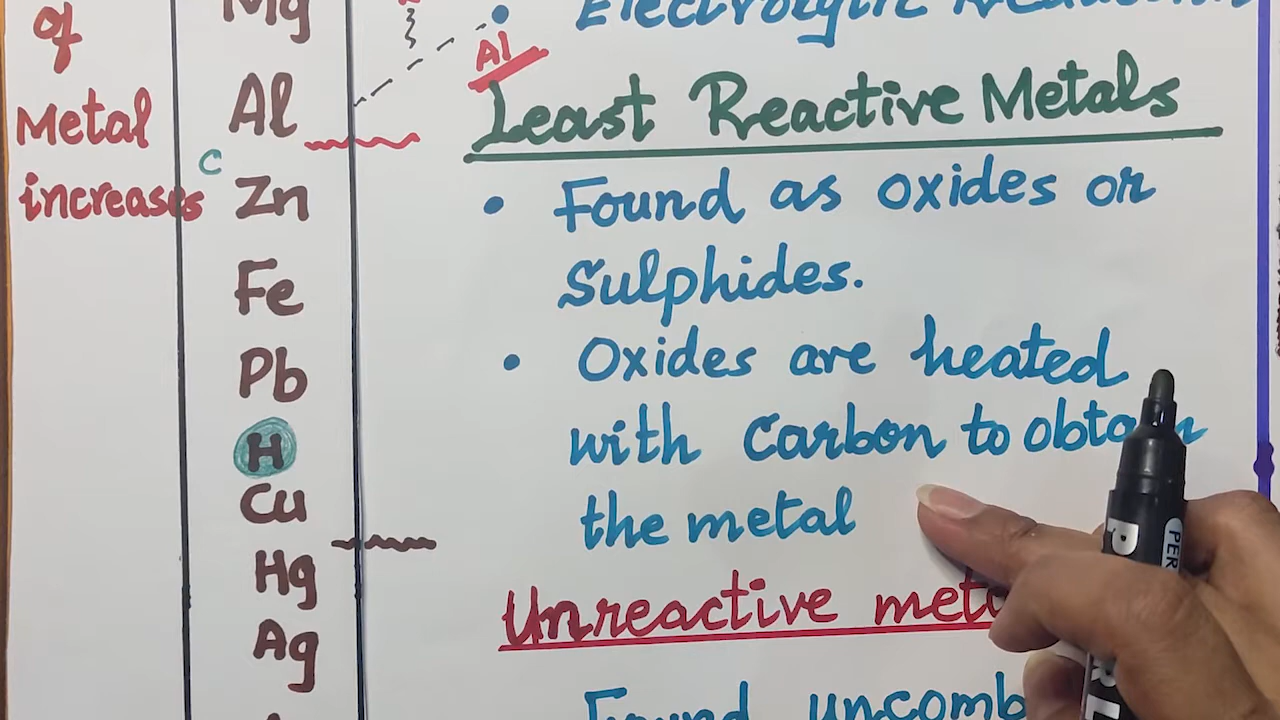 of
Metal
increases
Mg
Al
C
Zn
Fe
Pb
H
Cu
Hg
Ag
Al
Least Reactive Metals
• Found as oxides or
Sulphides.
• Oxides are heated
with Carbon to obtain
the metal
Unreactive
Found